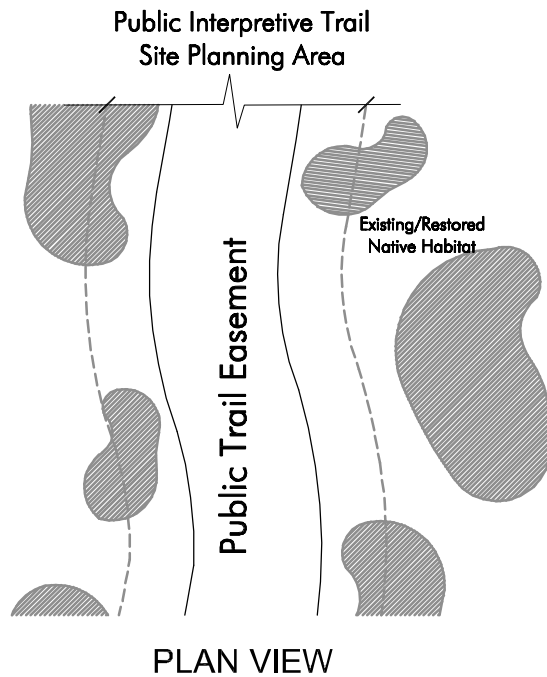 Public Interpretive Trail
Site Planning Area
Existing/Restored
Native Habitat
Public Trail Easement
PLAN VIEW